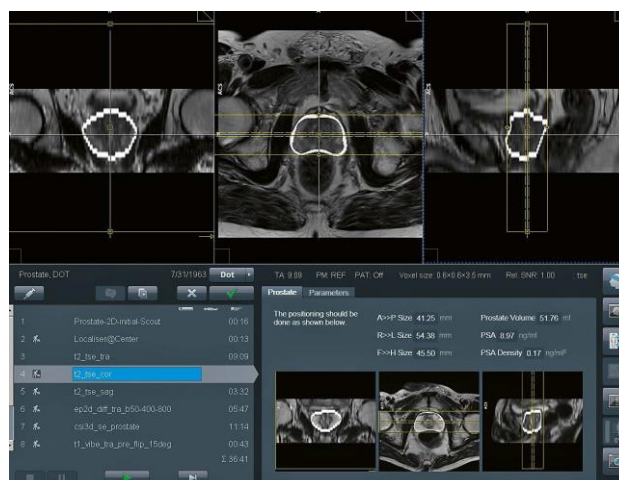 ACS
ACS
ACS
Prostate, DOT 7/31/1963 Dot
1 Prostate-2D-initial-Scout 00:16
2 Localiser@Center 00:13
3 t2_tse_tra 09:09
4 t2_tse_cor
5 t2_tse_sag 03:32
6 ep2d_diff_tra_b50-400-800 05:47
7 csi3d_se_prostate 11:14
8 t1_vibe_tra_pre_flip_15deg 00:43
Σ 36:41
TA: 9:09 PM: REF PAT: Off Voxel size: 0.6×0.6×3.5 mm Rel. SNR: 1.00 : tse
Prostate Parameters
The positioning should be
done as shown below.
A>>P Size 41.25 mm
R>>L Size 54.38 mm
F>>H Size 45.50 mm
Prostate Volume 51.76 ml
PSA 8.97 ng/ml
PSA Density 0.17 ng/ml²